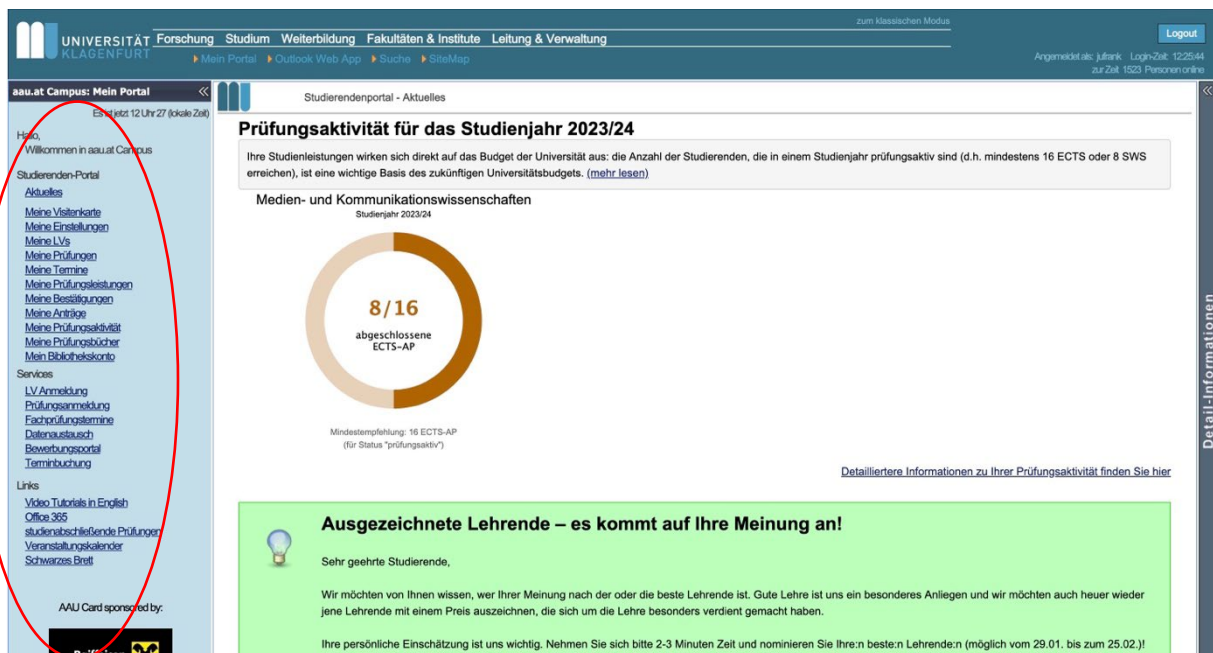 zum klassischen Modus
UNIVERSITÄT
KLAGENFURT
Forschung Studium Weiterbildung Fakultäten & Institute Leitung & Verwaltung
Logout
Mein Portal Outlook Web App Suche SiteMap
Angemeldet als: jufrank Login-Zeit: 12:25:44
zur Zeit 1523 Personen online
aau.at Campus: Mein Portal
Es ist jetzt 12 Uhr 27 (lokale Zeit)
Hallo,
Willkommen in aau.at Campus
Studierenden-Portal
Aktuelles
Meine Visitenkarte
Meine Einstellungen
Meine LVs
Meine Prüfungen
Meine Termine
Meine Prüfungsleistungen
Meine Bestätigungen
Meine Anträge
Meine Prüfungsaktivität
Meine Prüfungsbücher
Mein Bibliothekskonto
Services
LV Anmeldung
Prüfungsanmeldung
Fachprüfungstermine
Datenaustausch
Bewerbungsportal
Terminbuchung
Links
Video Tutorials in English
Office 365
studienabschließende Prüfungen
Veranstaltungskalender
Schwarzes Brett
AAU Card sponsored by:
Studierendenportal - Aktuelles
Prüfungsaktivität für das Studienjahr 2023/24
Ihre Studienleistungen wirken sich direkt auf das Budget der Universität aus: die Anzahl der Studierenden, die in einem Studienjahr prüfungsaktiv sind (d.h. mindestens 16 ECTS oder 8 SWS
erreichen), ist eine wichtige Basis des zukünftigen Universitätsbudgets. (mehr lesen)
Medien- und Kommunikationswissenschaften
Studienjahr 2023/24
8/16
abgeschlossene
ECTS-AP
Mindestempfehlung: 16 ECTS-AP
(für Status "prüfungsaktiv")
Detailliertere Informationen zu Ihrer Prüfungsaktivität finden Sie hier
Ausgezeichnete Lehrende – es kommt auf Ihre Meinung an!
Sehr geehrte Studierende,
Wir möchten von Ihnen wissen, wer Ihrer Meinung nach der oder die beste Lehrende ist. Gute Lehre ist uns ein besonderes Anliegen und wir möchten auch heuer wieder
jene Lehrende mit einem Preis auszeichnen, die sich um die Lehre besonders verdient gemacht haben.
Ihre persönliche Einschätzung ist uns wichtig. Nehmen Sie sich bitte 2-3 Minuten Zeit und nominieren Sie Ihre:n beste:n Lehrende:n (möglich vom 29.01. bis zum 25.02.)!
Detail-Informationen